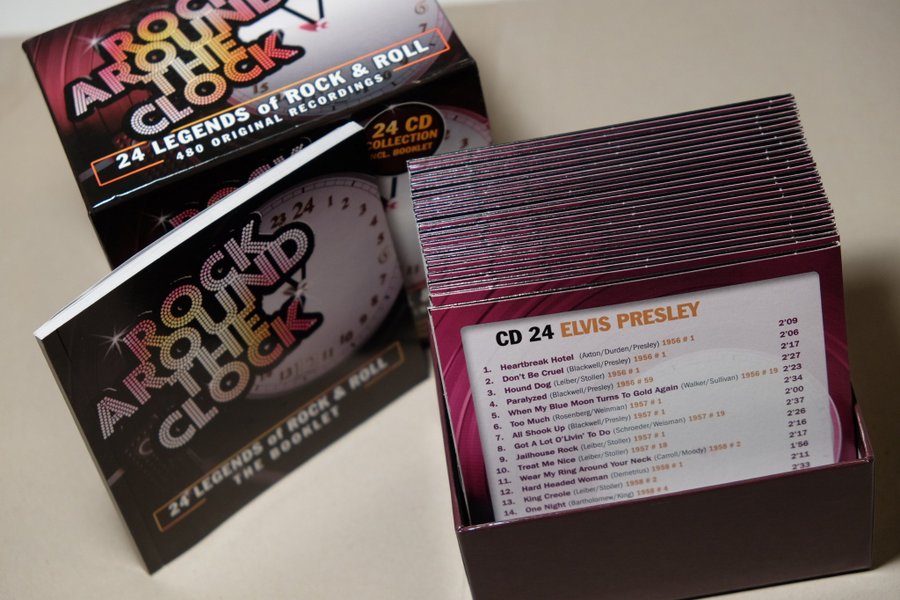 ROCK
AROUND
THE
CLOCK
24 LEGENDS of ROCK & ROLL
480 ORIGINAL RECORDINGS
24 CD
COLLECTION
INCL. BOOKLET
23 24 1 2 3
ROCK
AROUND
THE
CLOCK
24 LEGENDS of ROCK & ROLL
THE BOOKLET
CD 24 ELVIS PRESLEY
1. Heartbreak Hotel (Axton/Durden/Presley) 1956 # 1 2'09
2. Don't Be Cruel (Blackwell/Presley) 1956 # 1 2'06
3. Hound Dog (Leiber/Stoller) 1956 # 1 2'17
4. Paralyzed (Blackwell/Presley) 1956 # 59 2'27
5. When My Blue Moon Turns To Gold Again (Walker/Sullivan) 1956 # 19 2'23
6. Too Much (Rosenberg/Weinman) 1957 # 1 2'34
7. All Shook Up (Blackwell/Presley) 1957 # 1 2'00
8. Got A Lot O'Livin' To Do (Schroeder/Weisman) 1957 # 19 2'37
9. Jailhouse Rock (Leiber/Stoller) 1957 # 1 2'26
10. Treat Me Nice (Leiber/Stoller) 1957 # 18 2'16
11. Wear My Ring Around Your Neck (Carroll/Moody) 1958 # 2 2'17
12. Hard Headed Woman (Demetrius) 1958 # 1 1'56
13. King Creole (Leiber/Stoller) 1958 # 2 2'11
14. One Night (Bartholomew/King) 1958 # 4 2'33